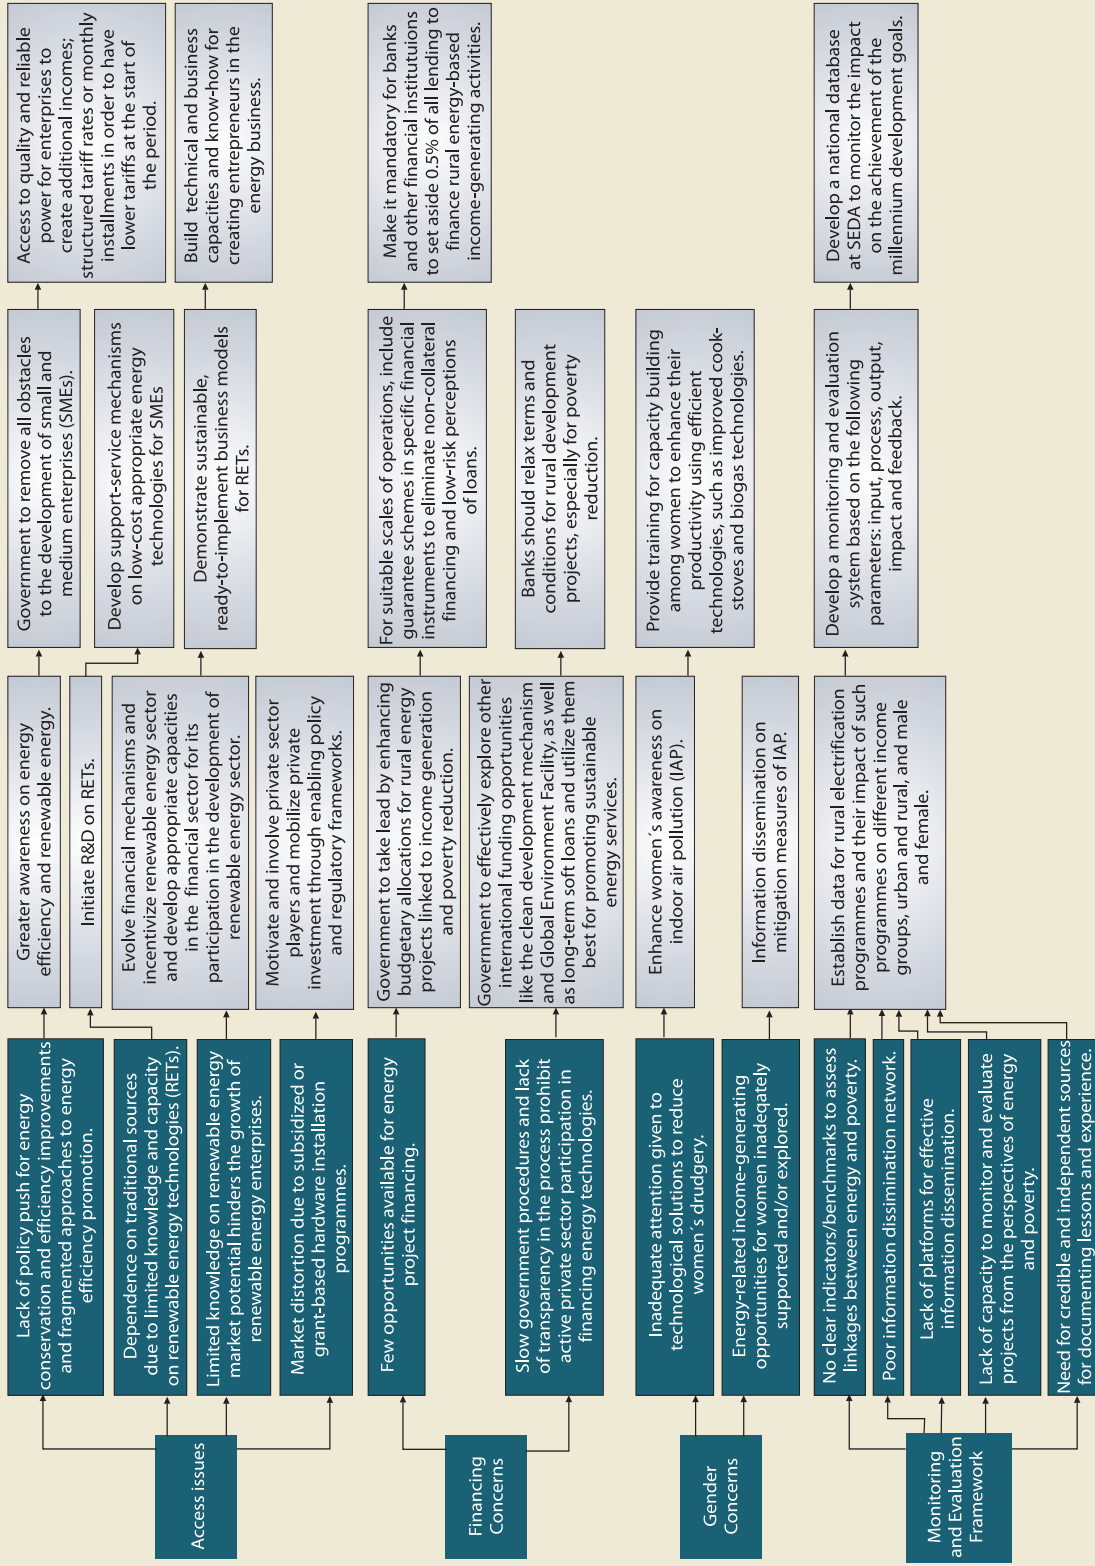 Access issues
Lack of policy push for energy
conservation and efficiency improvements
and fragmented approaches to energy
efficiency promotion.
Greater awareness on energy
efficiency and renewable energy.
Government to remove all obstacles
to the development of small and
medium enterprises (SMEs).
Access to quality and reliable
power for enterprises to
create additional incomes;
structured tariff rates or monthly
installments in order to have
lower tariffs at the start of
the period.
Dependence on traditional sources
due to limited knowledge and capacity
on renewable energy technologies (RETs).
Initiate R&D on RETs.
Develop support-service mechanisms
on low-cost appropriate energy
technologies for SMEs
Limited knowledge on renewable energy
market potential hinders the growth of
renewable energy enterprises.
Evolve financial mechanisms and
incentivize renewable energy sector
and develop appropriate capacities
in the financial sector for its
participation in the development of
renewable energy sector.
Demonstrate sustainable,
ready-to-implement business models
for RETs.
Build technical and business
capacities and know-how for
creating entrepreneurs in the
energy business.
Market distortion due to subsidized or
grant-based hardware installation
programmes.
Motivate and involve private sector
players and mobilize private
investment through enabling policy
and regulatory frameworks.
Financing
Concerns
Few opportunities available for energy
project financing.
Government to take lead by enhancing
budgetary allocations for rural energy
projects linked to income generation
and poverty reduction.
For suitable scales of operations, include
guarantee schemes in specific financial
instruments to eliminate non-collateral
financing and low-risk perceptions
of loans.
Make it mandatory for banks
and other financial instituions
to set aside 0.5% of all lending to
finance rural energy-based
income-generating activities.
Slow government procedures and lack
of transparency in the process prohibit
active private sector participation in
financing energy technologies.
Government to effectively explore other
international funding opportunities
like the clean development mechanism
and Global Environment Facility, as well
as long-term soft loans and utilize them
best for promoting sustainable
energy services.
Banks should relax terms and
conditions for rural development
projects, especially for poverty
reduction.
Gender
Concerns
Inadequate attention given to
technological solutions to reduce
women´s drudgery.
Enhance women´s awareness on
indoor air pollution (IAP).
Provide training for capacity building
among women to enhance their
productivity using efficient
technologies, such as improved cook-
stoves and biogas technologies.
Energy-related income-generating
opportunities for women inadeqately
supported and/or explored.
Information dissemination on
mitigation measures of IAP.
Monitoring
and Evaluation
Framework
No clear indicators/benchmarks to assess
linkages between energy and poverty.
Poor information dissimination network.
Lack of platforms for effective
information dissemination.
Lack of capacity to monitor and evaluate
projects from the perspectives of energy
and poverty.
Need for credible and independent sources
for documenting lessons and experience.
Establish data for rural electrification
programmes and their impact of such
programmes on different income
groups, urban and rural, and male
and female.
Develop a monitoring and evaluation
system based on the following
parameters: input, process, output,
impact and feedback.
Develop a national database
at SEDA to monitor the impact
on the achievement of the
millennium development goals.